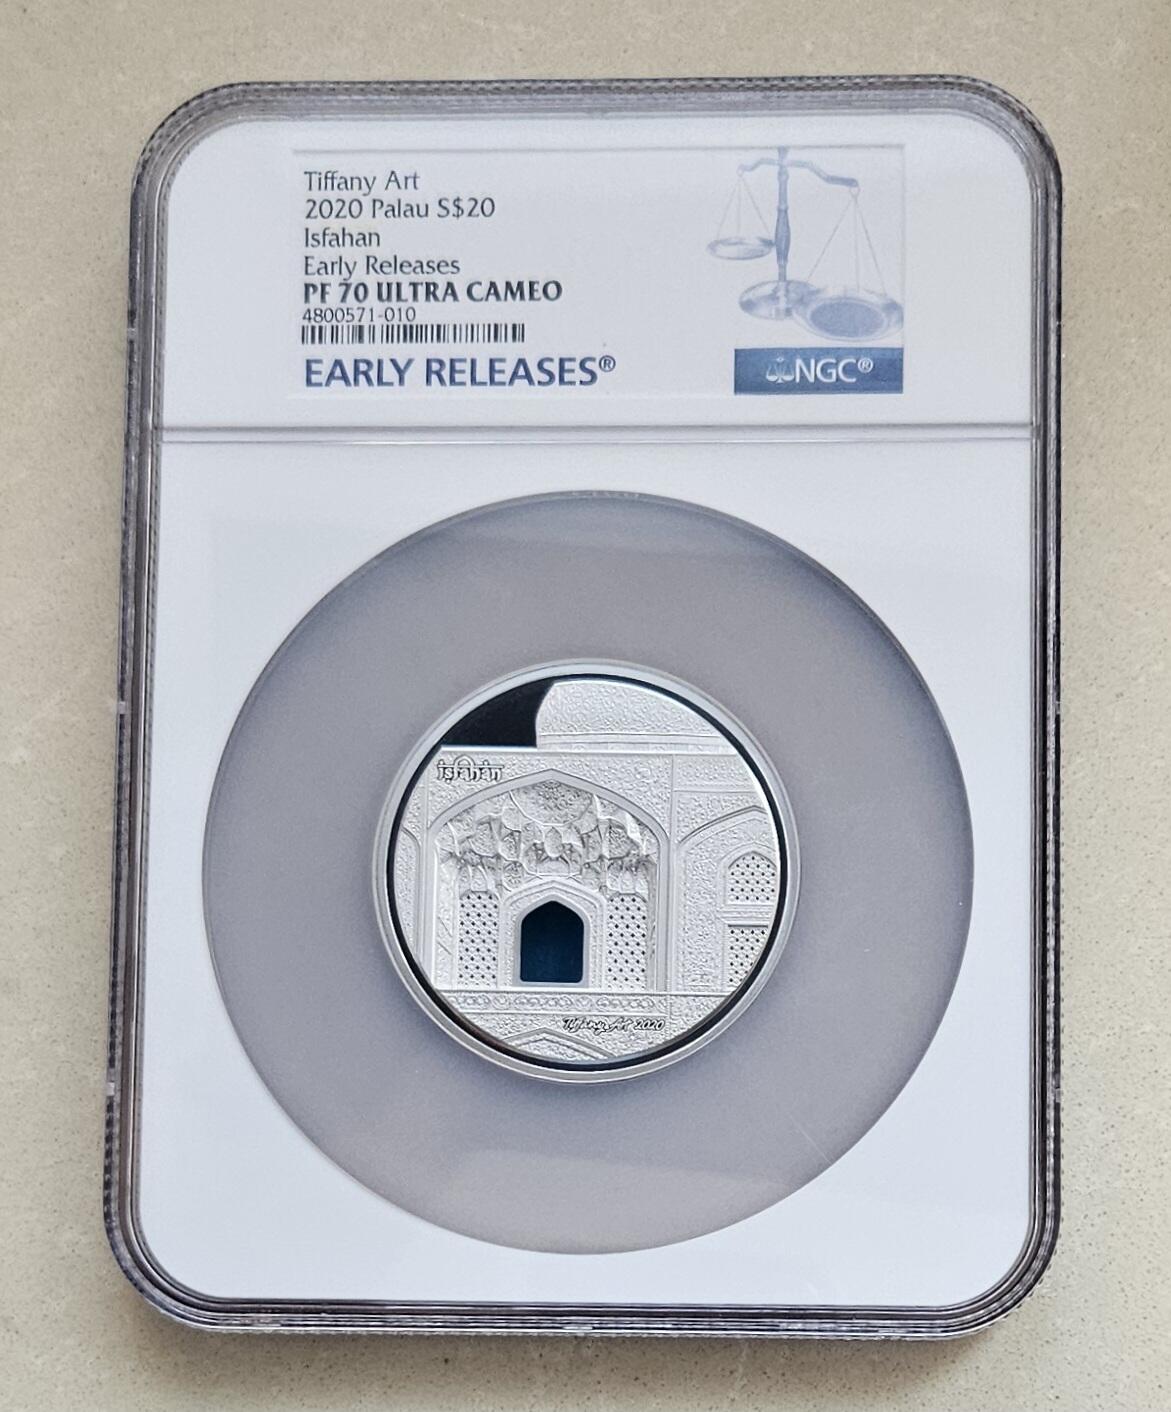 Tiffany Art
2020 Palau S$20
Isfahan
Early Releases
PF 70 ULTRA CAMEO
4800571-010
EARLY RELEASES®
NGC®
isfahan
Tiffany Art 2020